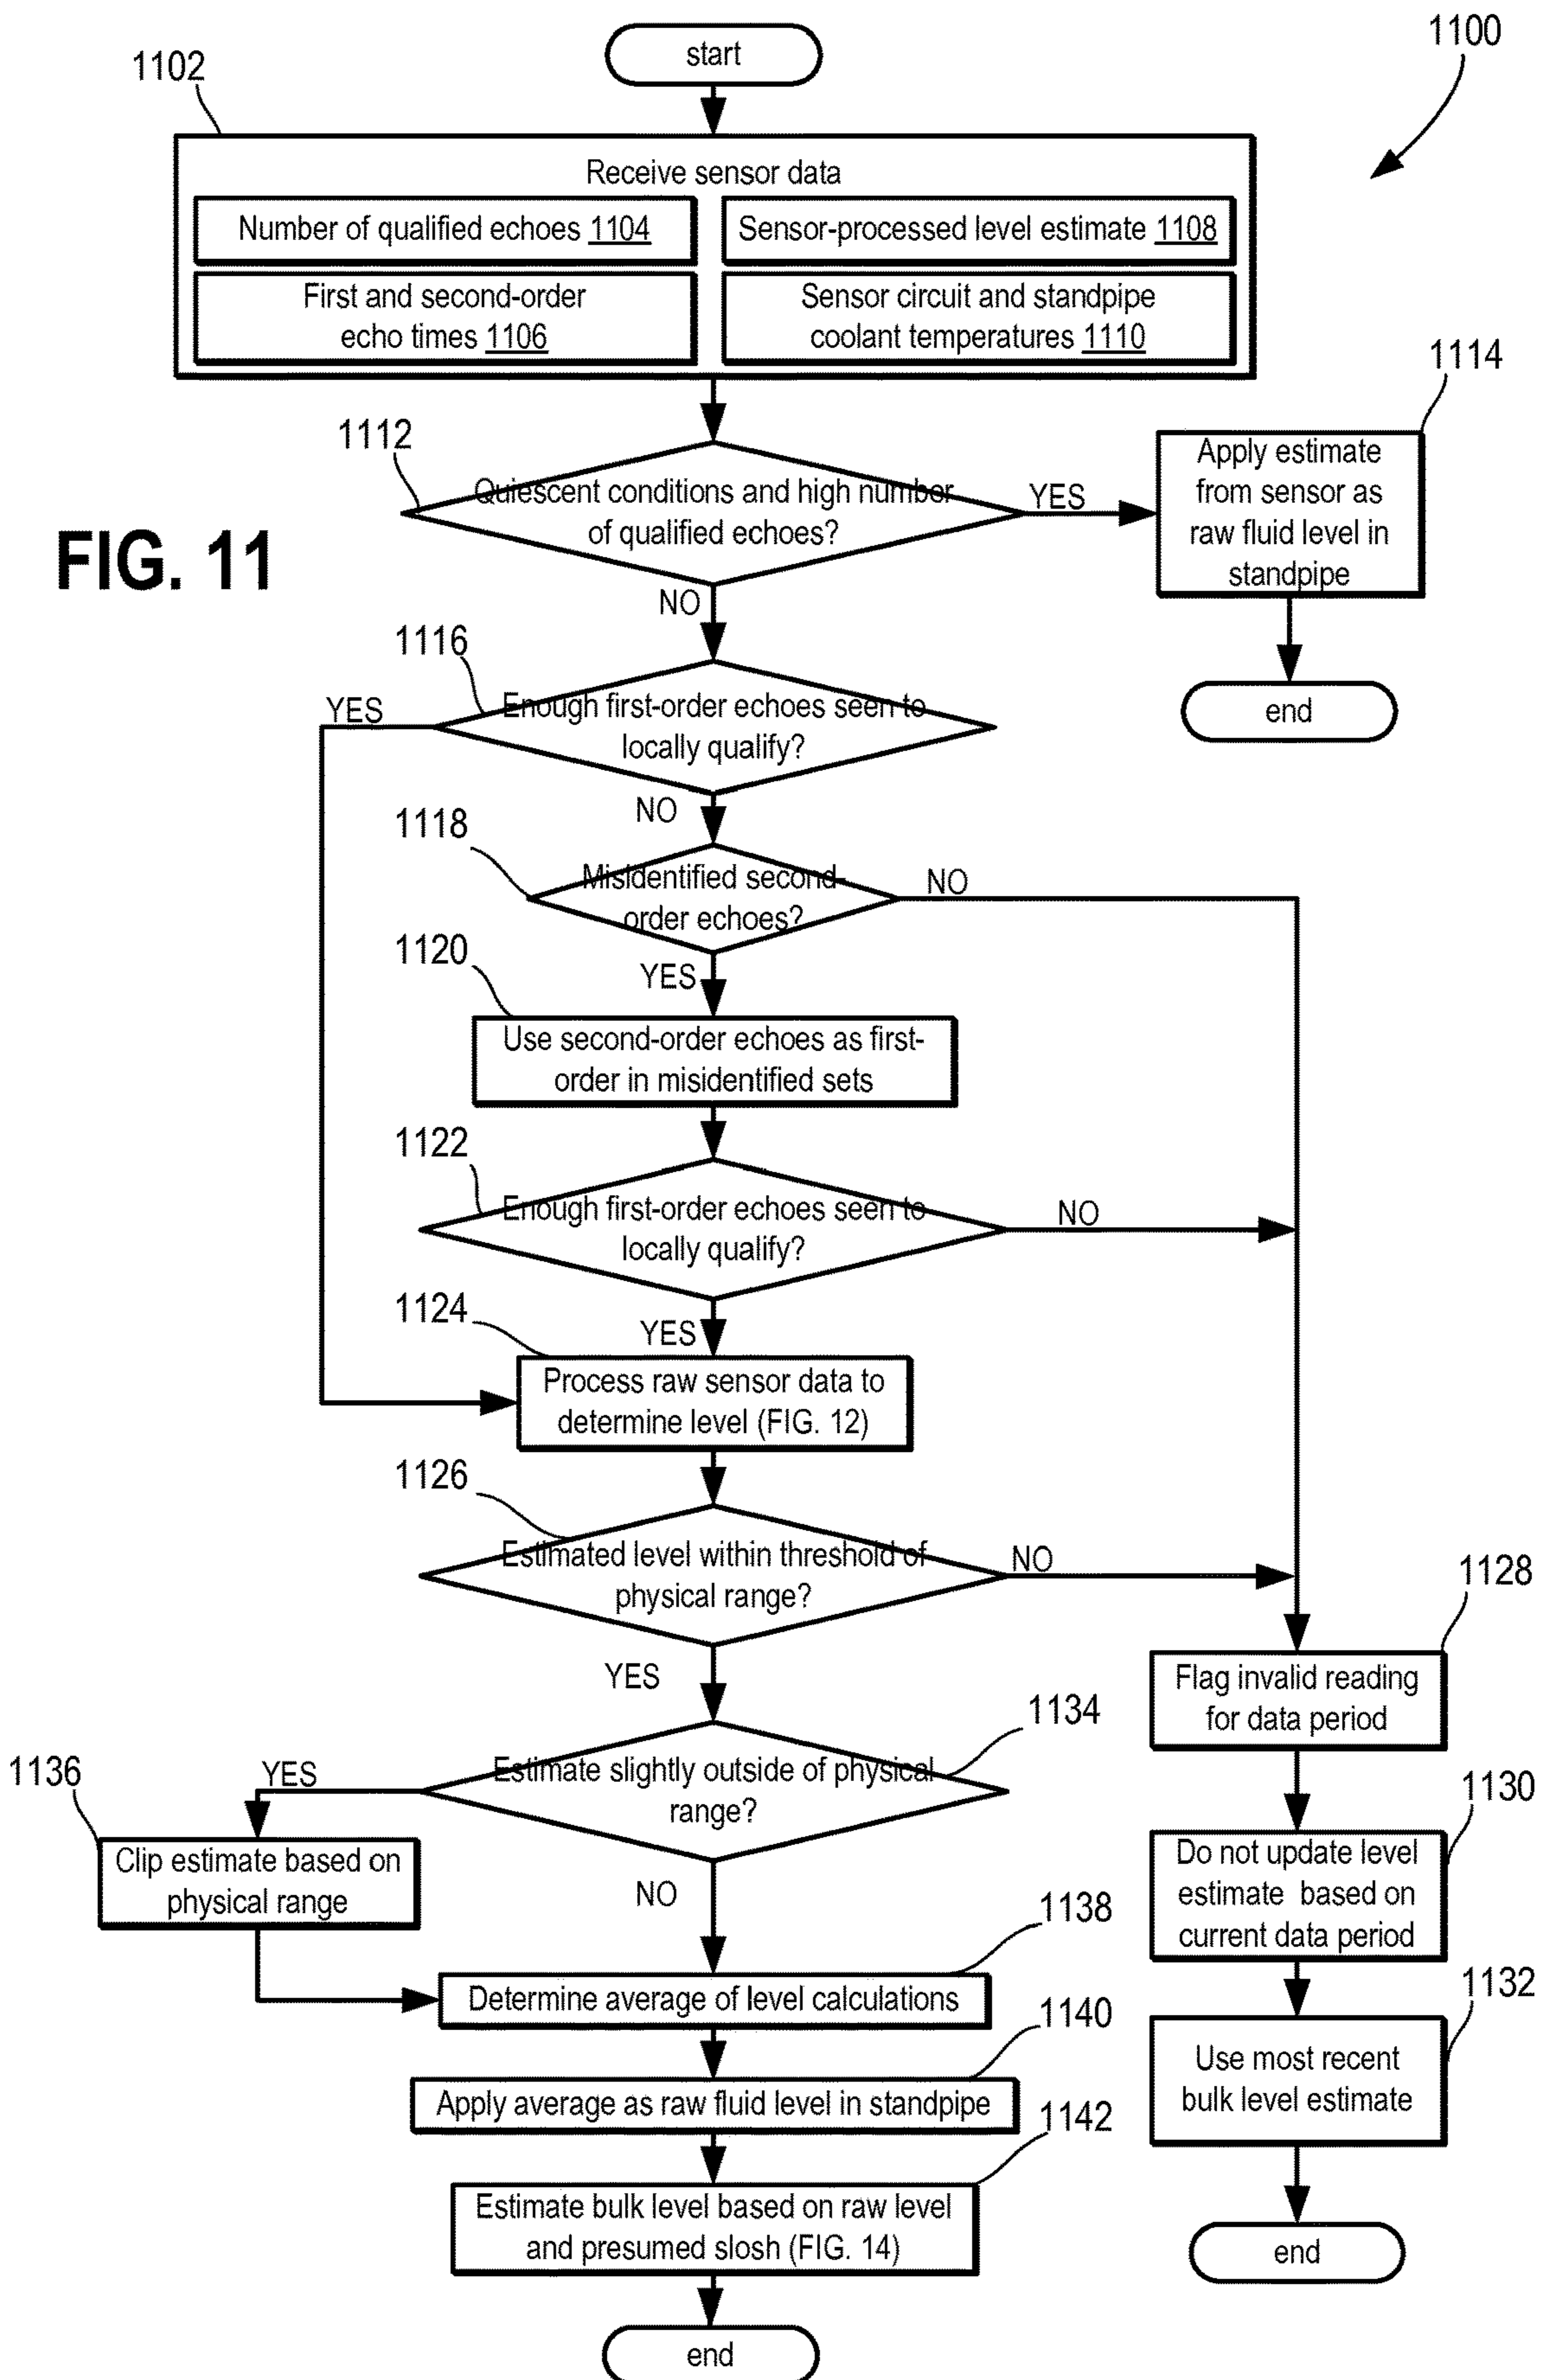 start
1100
1102
Receive sensor data
Number of qualified echoes 1104
Sensor-processed level estimate 1108
First and second-order
echo times 1106
Sensor circuit and standpipe
coolant temperatures 1110
1114
1112
Quiescent conditions and high number
of qualified echoes?
YES
Apply estimate
from sensor as
raw fluid level in
standpipe
FIG. 11
NO
end
1116
YES
Enough first-order echoes seen to
locally qualify?
NO
1118
Misidentified second-
order echoes?
NO
1120
YES
Use second-order echoes as first-
order in misidentified sets
1122
Enough first-order echoes seen to
locally qualify?
NO
1124
YES
Process raw sensor data to
determine level (FIG. 12)
1126
Estimated level within threshold of
physical range?
NO
1128
YES
Flag invalid reading
for data period
1134
1136
YES
Estimate slightly outside of physical
range?
1130
Clip estimate based on
physical range
NO
Do not update level
estimate based on
current data period
1138
Determine average of level calculations
1132
1140
Use most recent
bulk level estimate
Apply average as raw fluid level in standpipe
1142
Estimate bulk level based on raw level
and presumed slosh (FIG. 14)
end
end